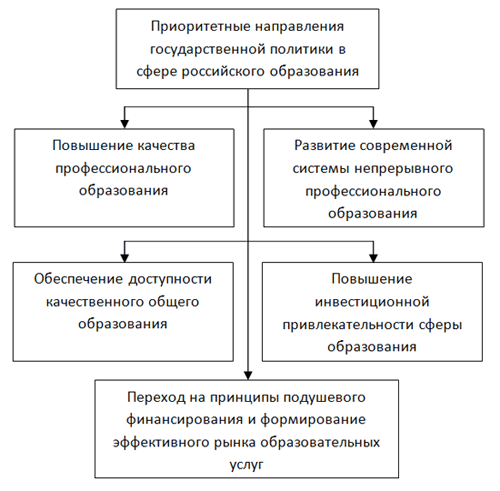 Приоритетные направления
государственной политики в
сфере российского образования
Повышение качества
профессионального
образования
Развитие современной
системы непрерывного
профессионального
образования
Обеспечение доступности
качественного общего
образования
Повышение
инвестиционной
привлекательности сферы
образования
Переход на принципы подушевого
финансирования и формирование
эффективного рынка образовательных
услуг